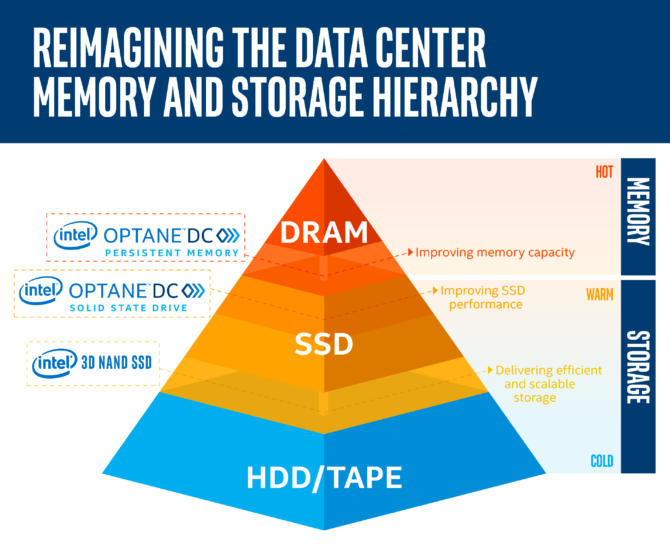 REIMAGINING THE DATA CENTER
MEMORY AND STORAGE HIERARCHY
HOT
MEMORY
DRAM
intel OPTANE™ DC
PERSISTENT MEMORY
Improving memory capacity
intel OPTANE™ DC
SOLID STATE DRIVE
Improving SSD
performance
WARM
STORAGE
SSD
intel 3D NAND SSD
Delivering efficient
and scalable
storage
COLD
HDD/TAPE